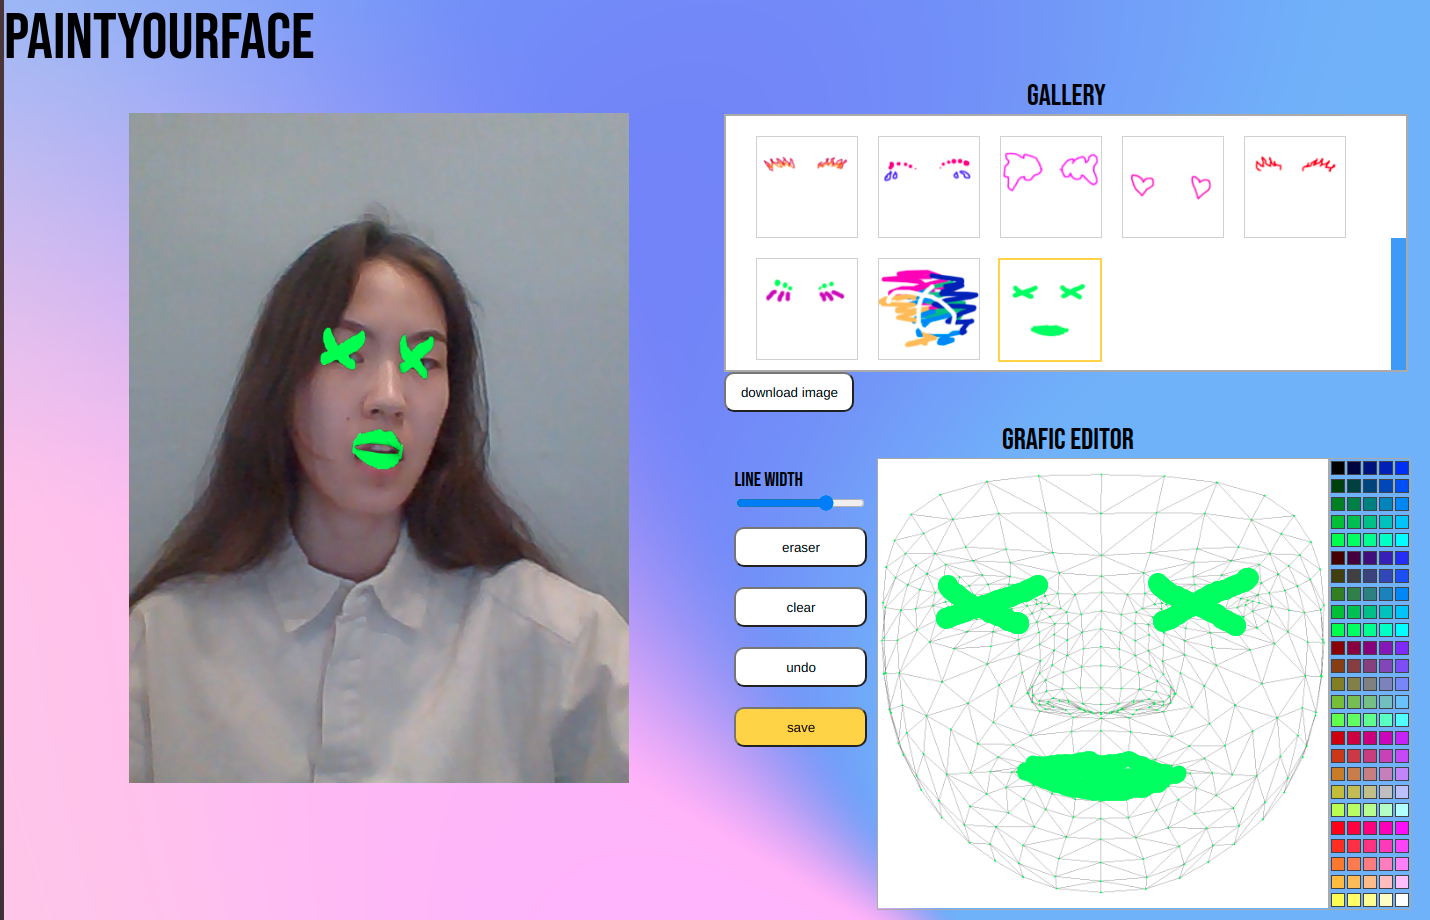 PAINTYOURFACE
GALLERY
download image
GRAFIC EDITOR
LINE WIDTH
eraser
clear
undo
save